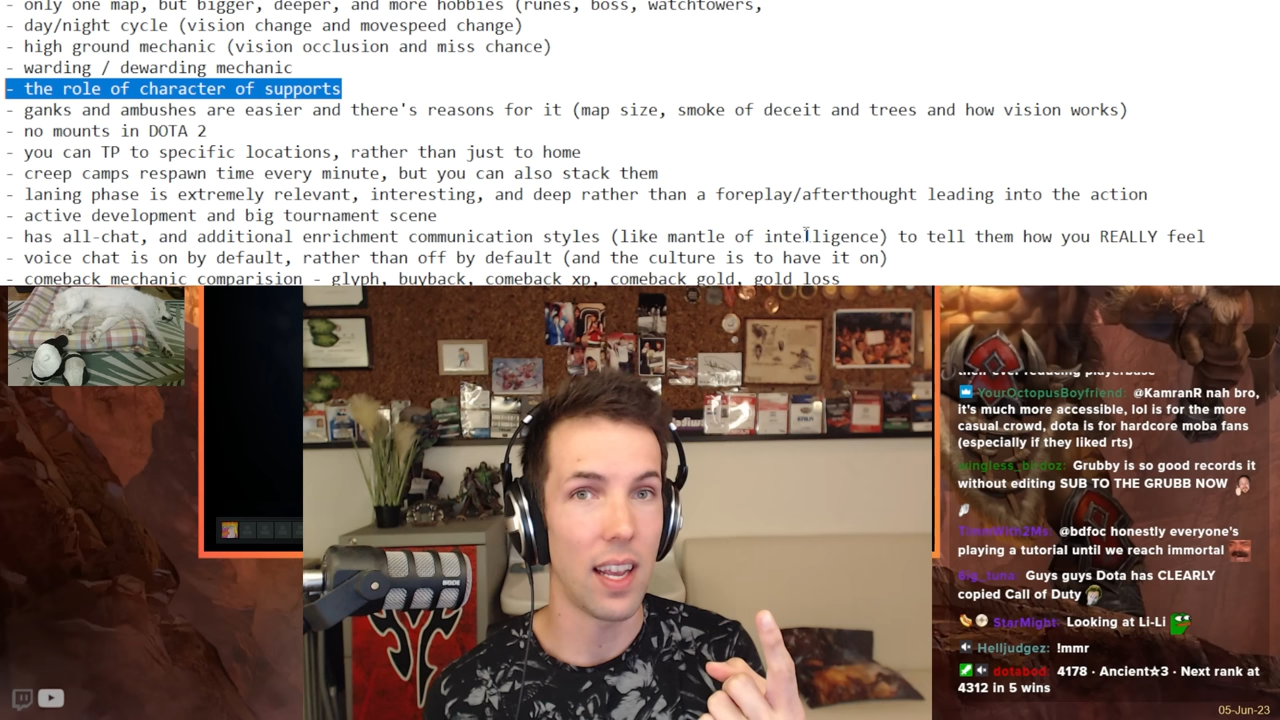 - only one map, but bigger, deeper, and more hobbies (runes, boss, watchtowers,
- day/night cycle (vision change and movespeed change)
- high ground mechanic (vision occlusion and miss chance)
- warding / dewarding mechanic
- the role of character of supports
- ganks and ambushes are easier and there's reasons for it (map size, smoke of deceit and trees and how vision works)
- no mounts in DOTA 2
- you can TP to specific locations, rather than just to home
- creep camps respawn time every minute, but you can also stack them
- laning phase is extremely relevant, interesting, and deep rather than a foreplay/afterthought leading into the action
- active development and big tournament scene
- has all-chat, and additional enrichment communication styles (like mantle of intelligence) to tell them how you REALLY feel
- voice chat is on by default, rather than off by default (and the culture is to have it on)
- comeback mechanic comparision - glyph, buyback, comeback xp, comeback gold, gold loss
their ever reducing playerbase
YourOctopusBoyfriend: @KamranR nah bro,
it's much more accessible, lol is for the more
casual crowd, dota is for hardcore moba fans
(especially if they liked rts)
Grubby is so good records it
without editing SUB TO THE GRUBB NOW
@bdfoc honestly everyone's
playing a tutorial until we reach immortal
Big_tuna: Guys guys Dota has CLEARLY
copied Call of Duty
StarMight: Looking at Li-Li
Helljudgez: !mmr
dotabod: 4178 · Ancient☆3 · Next rank at
4312 in 5 wins
05-Jun-23